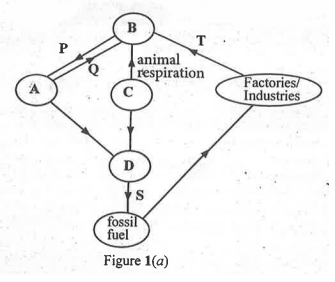 B
P
T
Q
animal
respiration
A
C
Factories/
Industries
D
S
fossil
fuel
Figure 1(a)